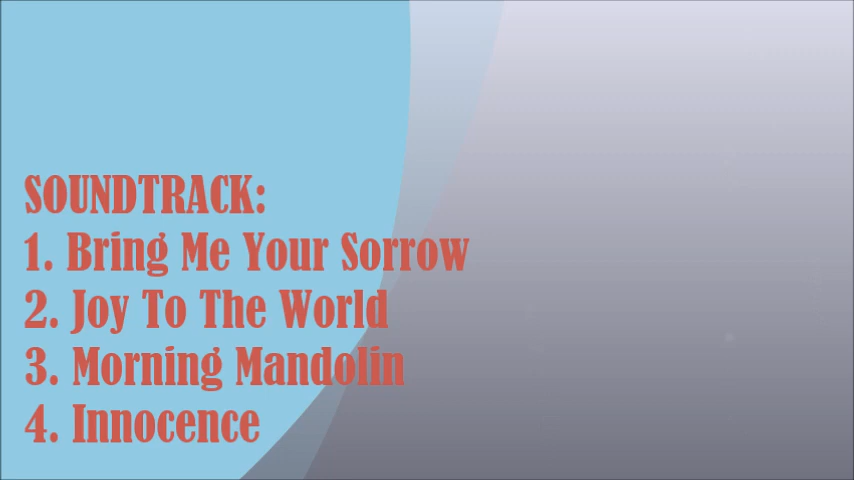 SOUNDTRACK:
1. Bring Me Your Sorrow
2. Joy To The World
3. Morning Mandolin
4. Innocence